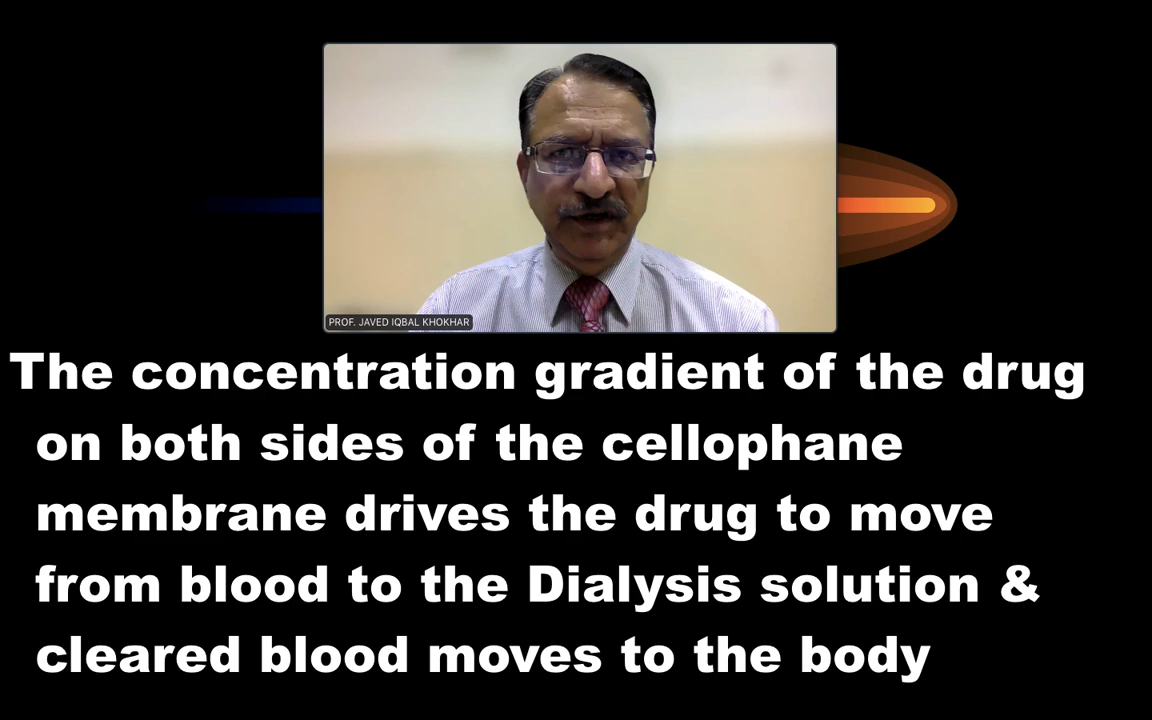 PROF. JAVED IQBAL KHOKHAR
The concentration gradient of the drug
on both sides of the cellophane
membrane drives the drug to move
from blood to the Dialysis solution &
cleared blood moves to the body